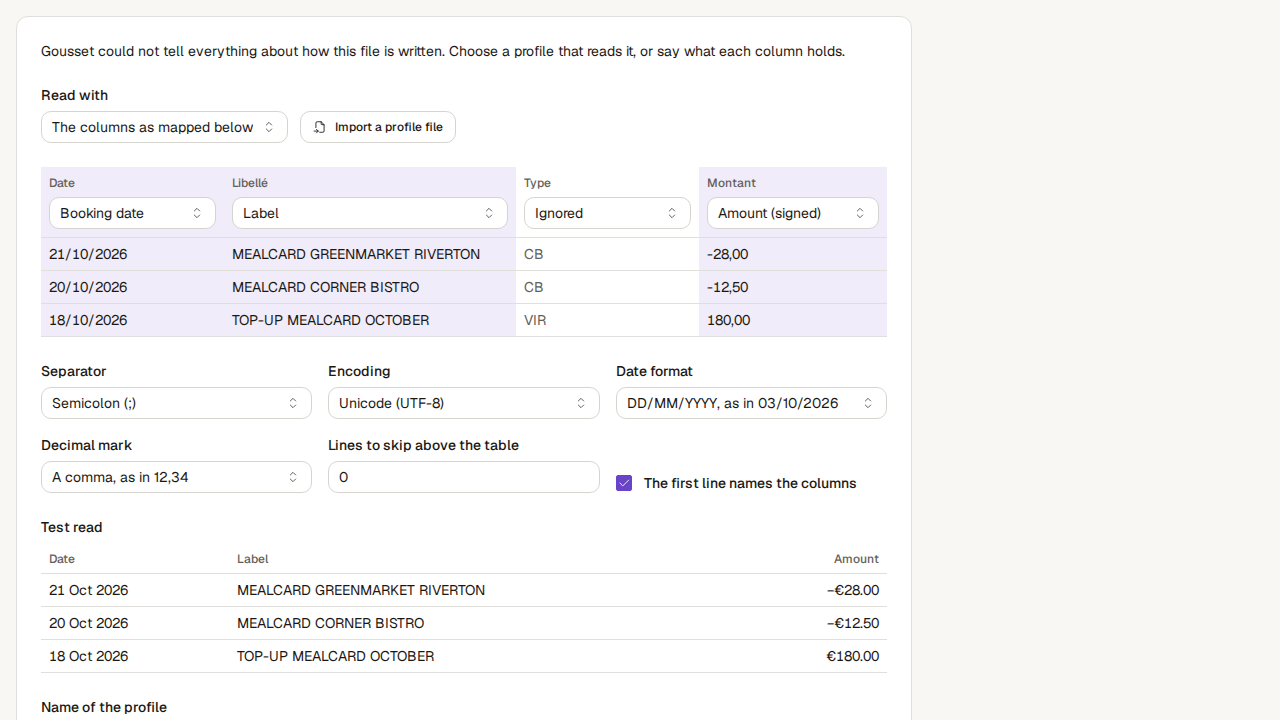 Gousset could not tell everything about how this file is written. Choose a profile that reads it, or say what each column holds.
Read with
The columns as mapped below
Import a profile file
Date Libellé Type Montant
Booking date Label Ignored Amount (signed)
21/10/2026 MEALCARD GREENMARKET RIVERTON CB -28,00
20/10/2026 MEALCARD CORNER BISTRO CB -12,50
18/10/2026 TOP-UP MEALCARD OCTOBER VIR 180,00
Separator Encoding Date format
Semicolon (;) Unicode (UTF-8) DD/MM/YYYY, as in 03/10/2026
Decimal mark Lines to skip above the table
A comma, as in 12,34 0 The first line names the columns
Test read
Date Label Amount
21 Oct 2026 MEALCARD GREENMARKET RIVERTON −€28.00
20 Oct 2026 MEALCARD CORNER BISTRO −€12.50
18 Oct 2026 TOP-UP MEALCARD OCTOBER €180.00
Name of the profile